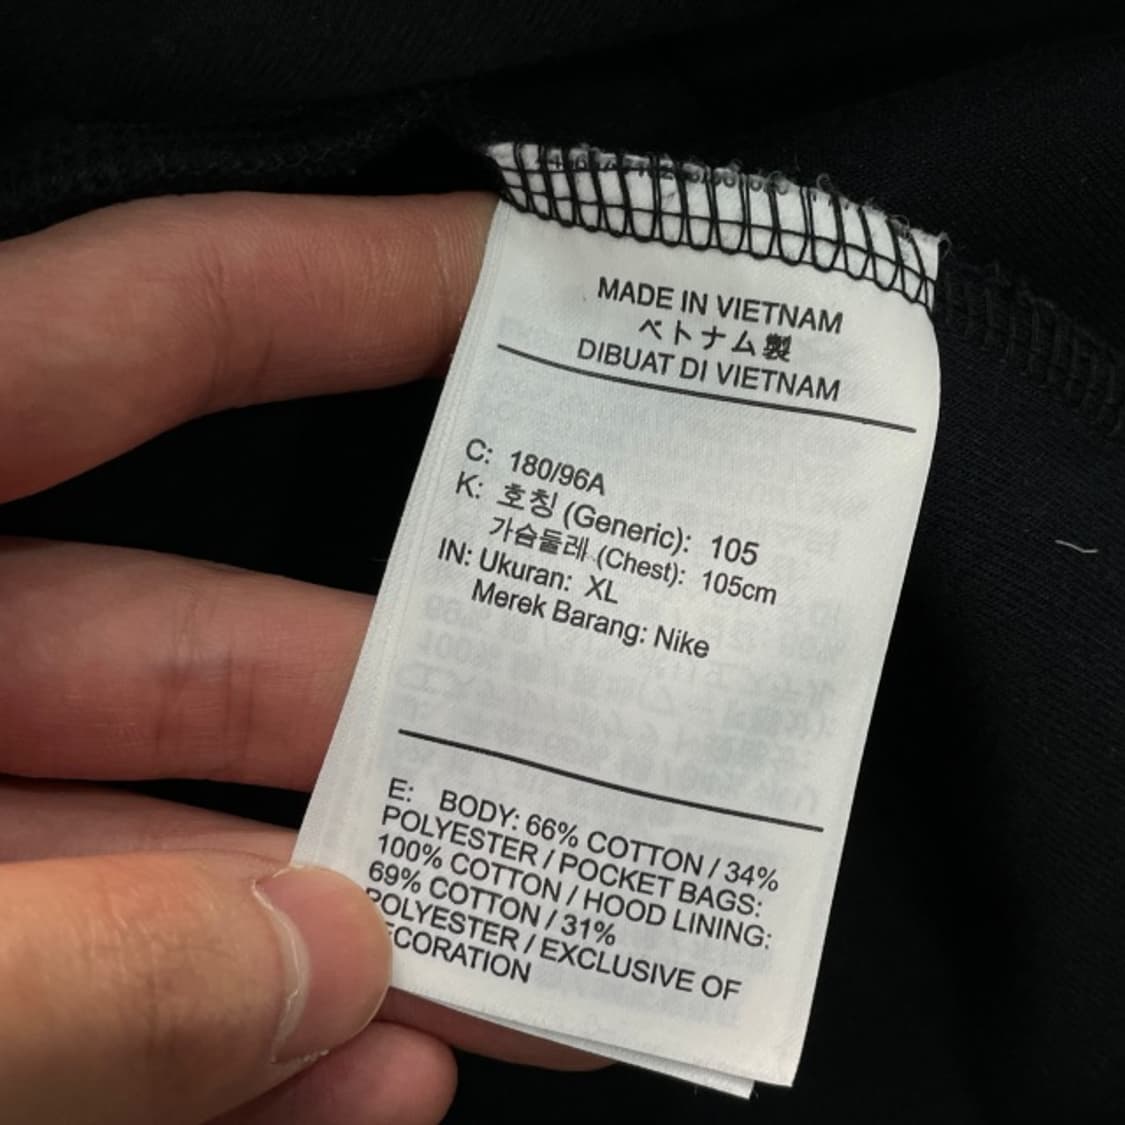 MADE IN VIETNAM
ベトナム製
DIBUAT DI VIETNAM
C: 180/96A
K: 호칭 (Generic): 105
가슴둘레 (Chest): 105cm
IN: Ukuran: XL
Merek Barang: Nike
E: BODY: 66% COTTON / 34%
POLYESTER / POCKET BAGS:
100% COTTON / HOOD LINING:
69% COTTON / 31%
POLYESTER / EXCLUSIVE OF
ECORATION